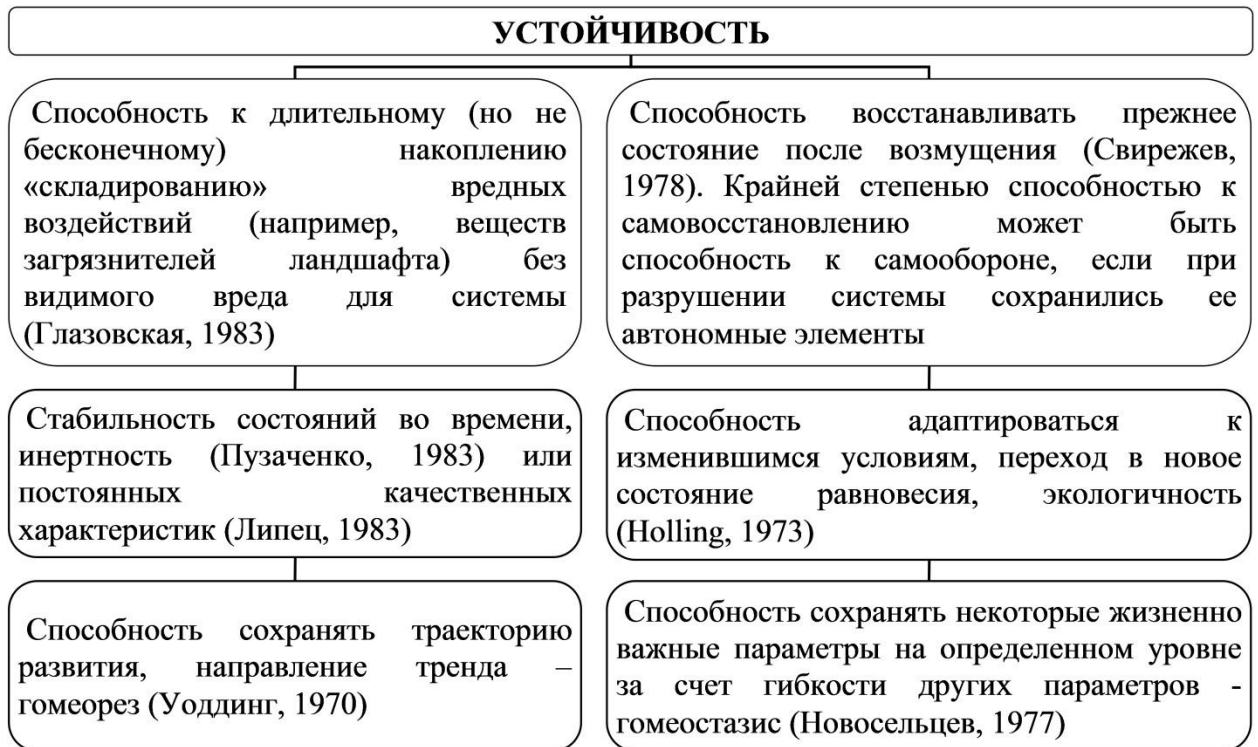 УСТОЙЧИВОСТЬ
Способность к длительному (но не
бесконечному) накоплению
«складированию» вредных
воздействий (например, веществ
загрязнителей ландшафта) без
видимого вреда для системы
(Глазовская, 1983)
Стабильность состояний во времени,
инертность (Пузаченко, 1983) или
постоянных качественных
характеристик (Липец, 1983)
Способность сохранять траекторию
развития, направление тренда –
гомеорез (Уоддинг, 1970)
Способность восстанавливать прежнее
состояние после возмущения (Свирежев,
1978). Крайней степенью способностью к
самовосстановлению может быть
способность к самообороне, если при
разрушении системы сохранились ее
автономные элементы
Способность адаптироваться к
изменившимся условиям, переход в новое
состояние равновесия, экологичность
(Holling, 1973)
Способность сохранять некоторые жизненно
важные параметры на определенном уровне
за счет гибкости других параметров -
гомеостазис (Новосельцев, 1977)